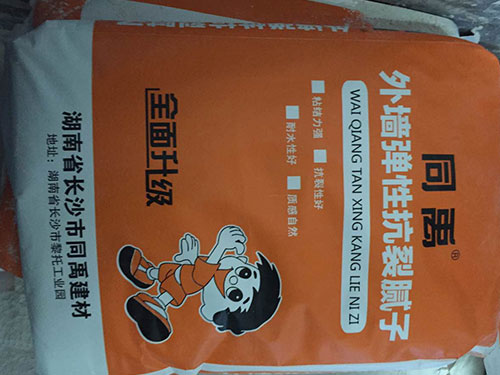 同禹®
外墙弹性抗裂腻子
WAI QIANG TAN XING KANG LIE NI ZI
粘结力强
抗裂性好
耐水性好
质感自然
全面升级
湖南省长沙市同禹建材
地址：湖南省长沙市黎托工业园